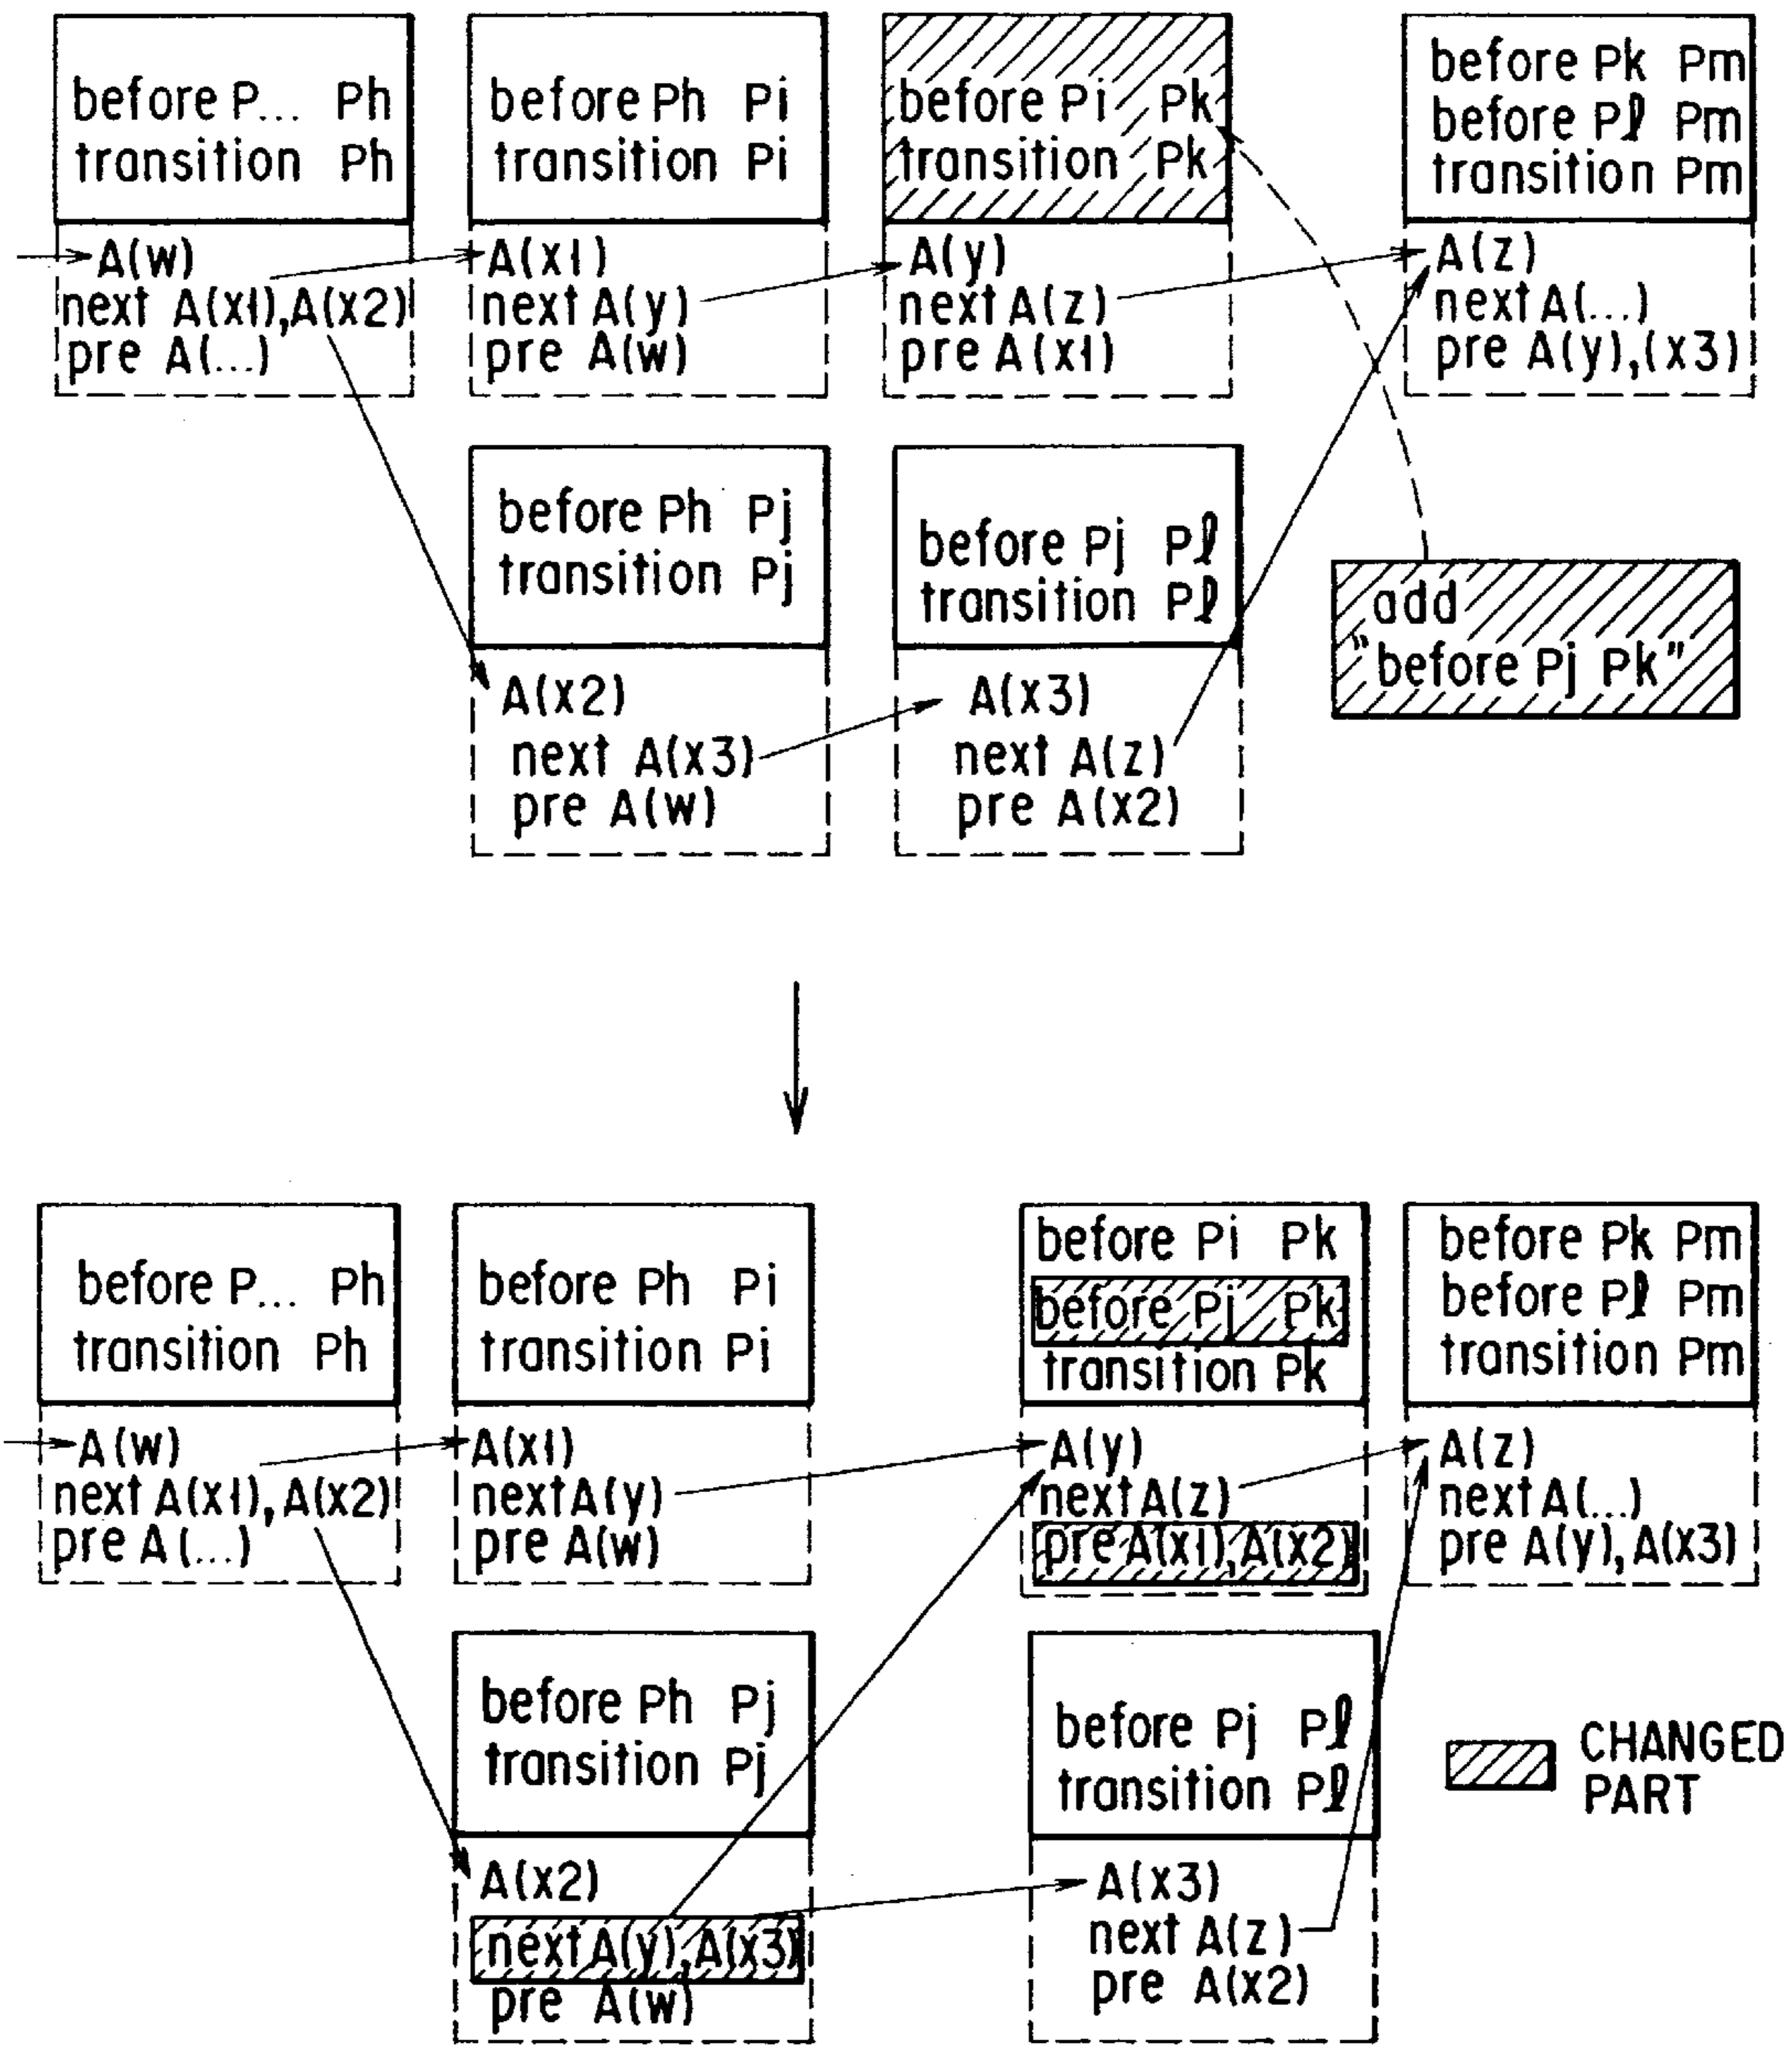 before P... Ph
transition Ph
A(w)
next A(x1),A(x2)
pre A(...)
before Ph Pi
transition Pi
A(x1)
next A(y)
pre A(w)
before Pi Pk
transition Pk
A(y)
next A(z)
pre A(x1)
before Pk Pm
before Pl Pm
transition Pm
A(z)
next A(...)
pre A(y),(x3)
before Ph Pj
transition Pj
A(x2)
next A(x3)
pre A(w)
before Pj Pl
transition Pl
A(x3)
next A(z)
pre A(x2)
add
"before Pj Pk"
before P... Ph
transition Ph
A(w)
next A(x1),A(x2)
pre A(...)
before Ph Pi
transition Pi
A(x1)
next A(y)
pre A(w)
before Pi Pk
before Pj Pk
transition Pk
A(y)
next A(z)
pre A(x1),A(x2)
before Pk Pm
before Pl Pm
transition Pm
A(z)
next A(...)
pre A(y),A(x3)
before Ph Pj
transition Pj
A(x2)
next A(y),A(x3)
pre A(w)
before Pj Pl
transition Pl
A(x3)
next A(z)
pre A(x2)
CHANGED
PART